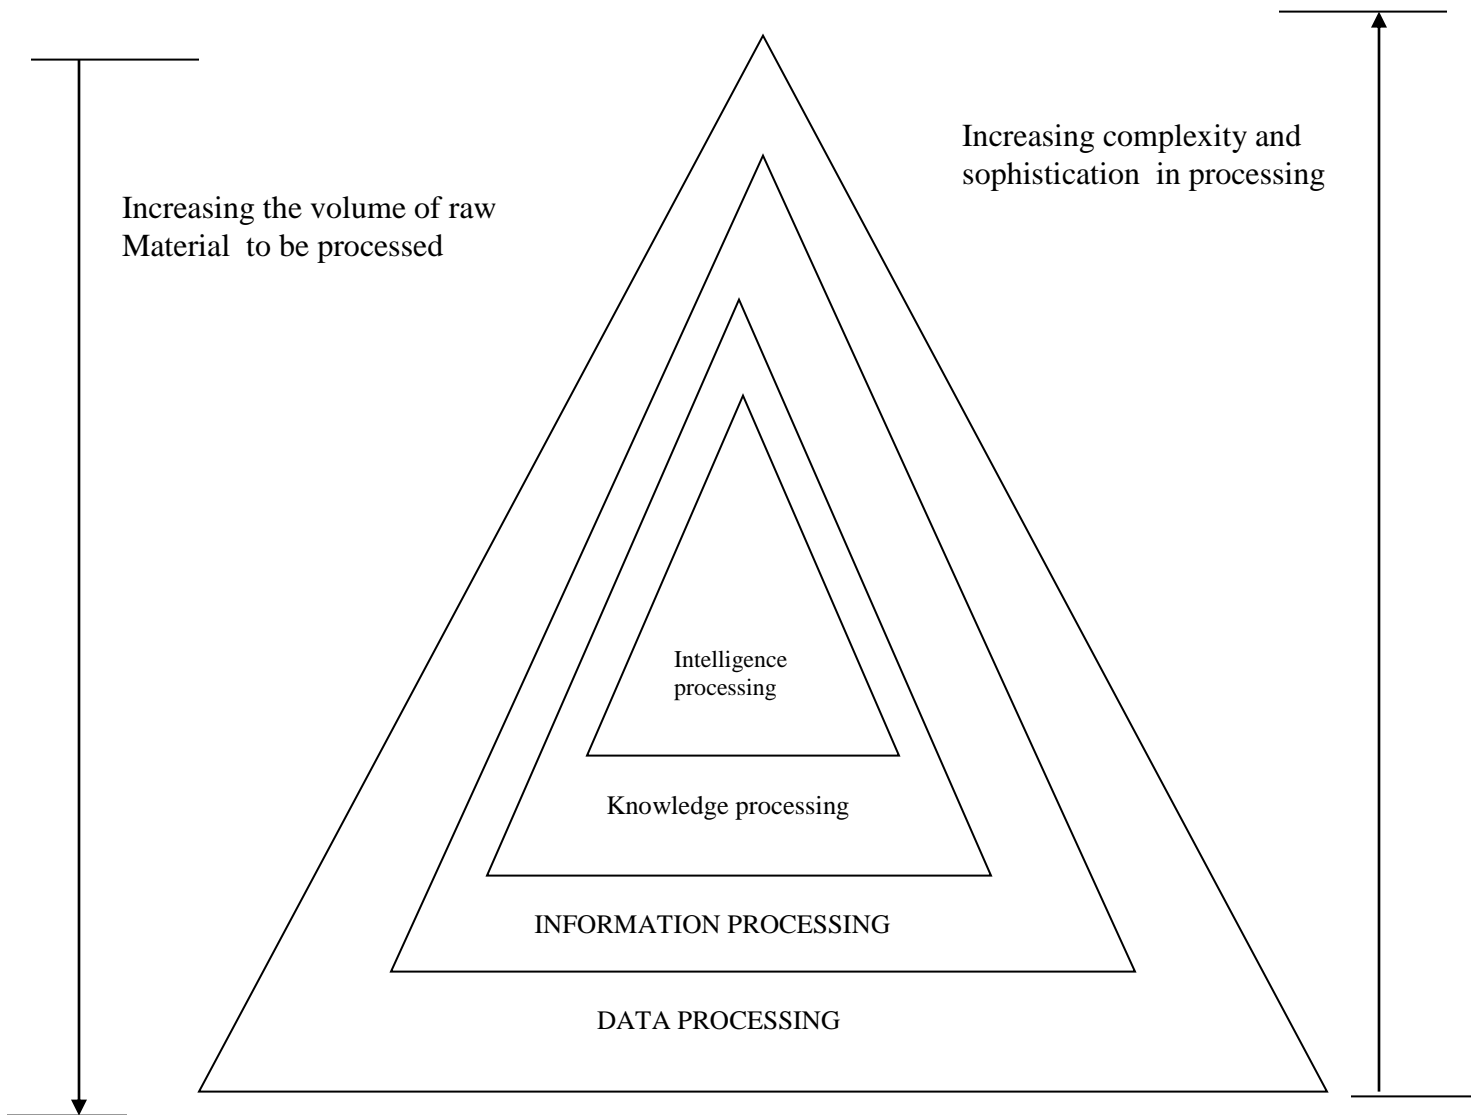 Increasing complexity and
sophistication in processing
Increasing the volume of raw
Material to be processed
Intelligence
processing
Knowledge processing
INFORMATION PROCESSING
DATA PROCESSING